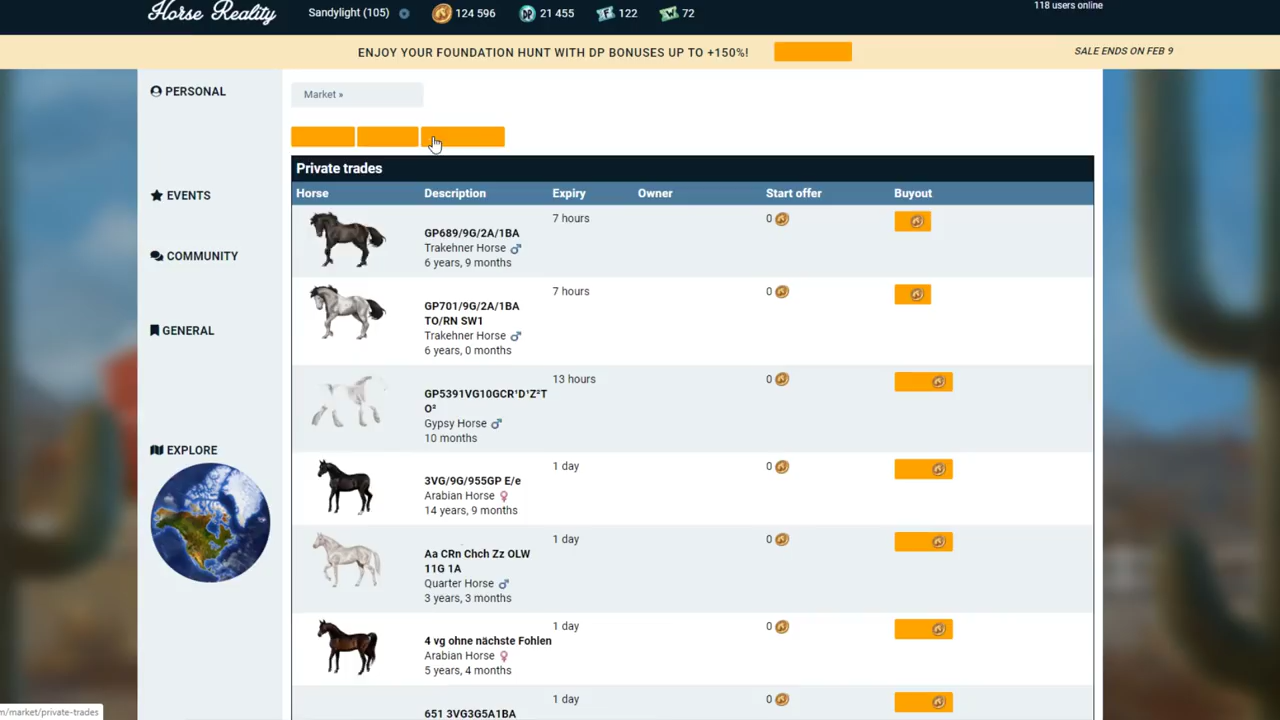 Horse Reality
Sandylight (105) 124 596 21 455 122 72
118 users online
ENJOY YOUR FOUNDATION HUNT WITH DP BONUSES UP TO +150%!
SALE ENDS ON FEB 9
PERSONAL
EVENTS
COMMUNITY
GENERAL
EXPLORE
Market »
Private trades
Horse Description Expiry Owner Start offer Buyout
GP689/9G/2A/1BA
Trakehner Horse ♂
6 years, 9 months
7 hours
0
GP701/9G/2A/1BA
TO/RN SW1
Trakehner Horse ♂
6 years, 0 months
7 hours
0
GP5391VG10GCR¹D¹Z²T
O²
Gypsy Horse ♂
10 months
13 hours
0
3VG/9G/955GP E/e
Arabian Horse ♀
14 years, 9 months
1 day
0
Aa CRn Chch Zz OLW
11G 1A
Quarter Horse ♂
3 years, 3 months
1 day
0
4 vg ohne nächste Fohlen
Arabian Horse ♀
5 years, 4 months
1 day
0
651 3VG3G5A1BA
1 day
0
m/market/private-trades